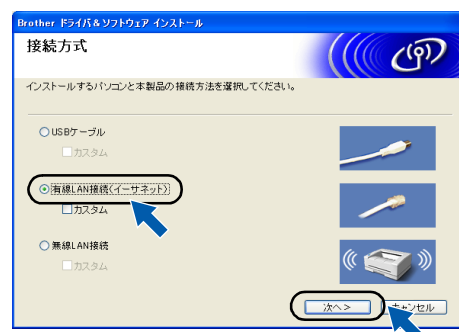 Brother ドライバ&ソフトウェア インストール
接続方式
インストールするパソコンと本製品の接続方法を選択してください。
USBケーブル
カスタム
有線LAN接続(イーサネット)
カスタム
無線LAN接続
カスタム
次へ> キャンセル